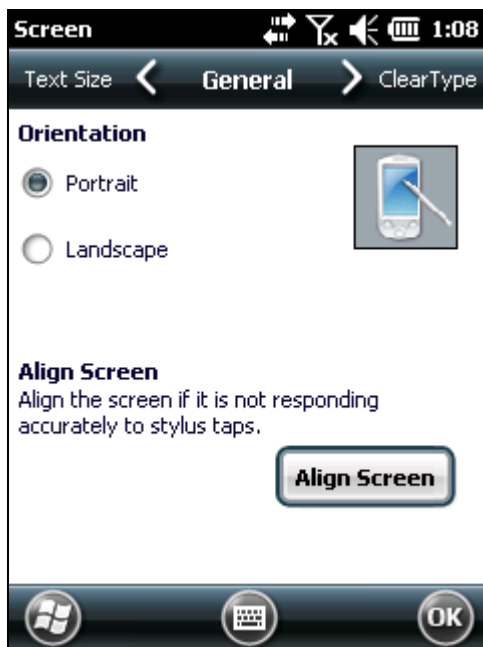 Screen 1:08
Text Size General ClearType
Orientation
Portrait
Landscape
Align Screen
Align the screen if it is not responding
accurately to stylus taps.
Align Screen
OK